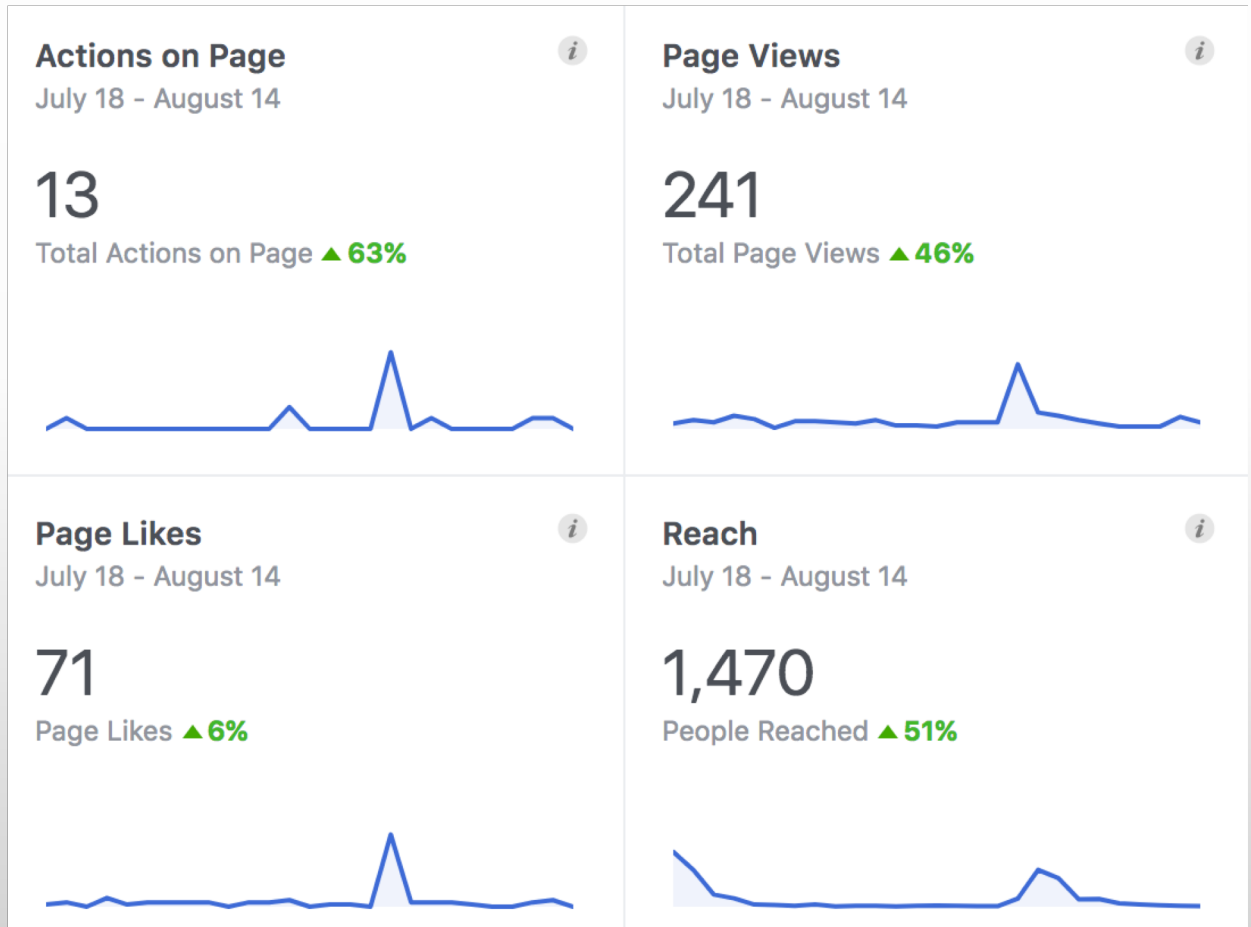 Actions on Page
i
July 18 - August 14
13
Total Actions on Page ▲ 63%
Page Views
i
July 18 - August 14
241
Total Page Views ▲ 46%
Page Likes
i
July 18 - August 14
71
Page Likes ▲ 6%
Reach
i
July 18 - August 14
1,470
People Reached ▲ 51%